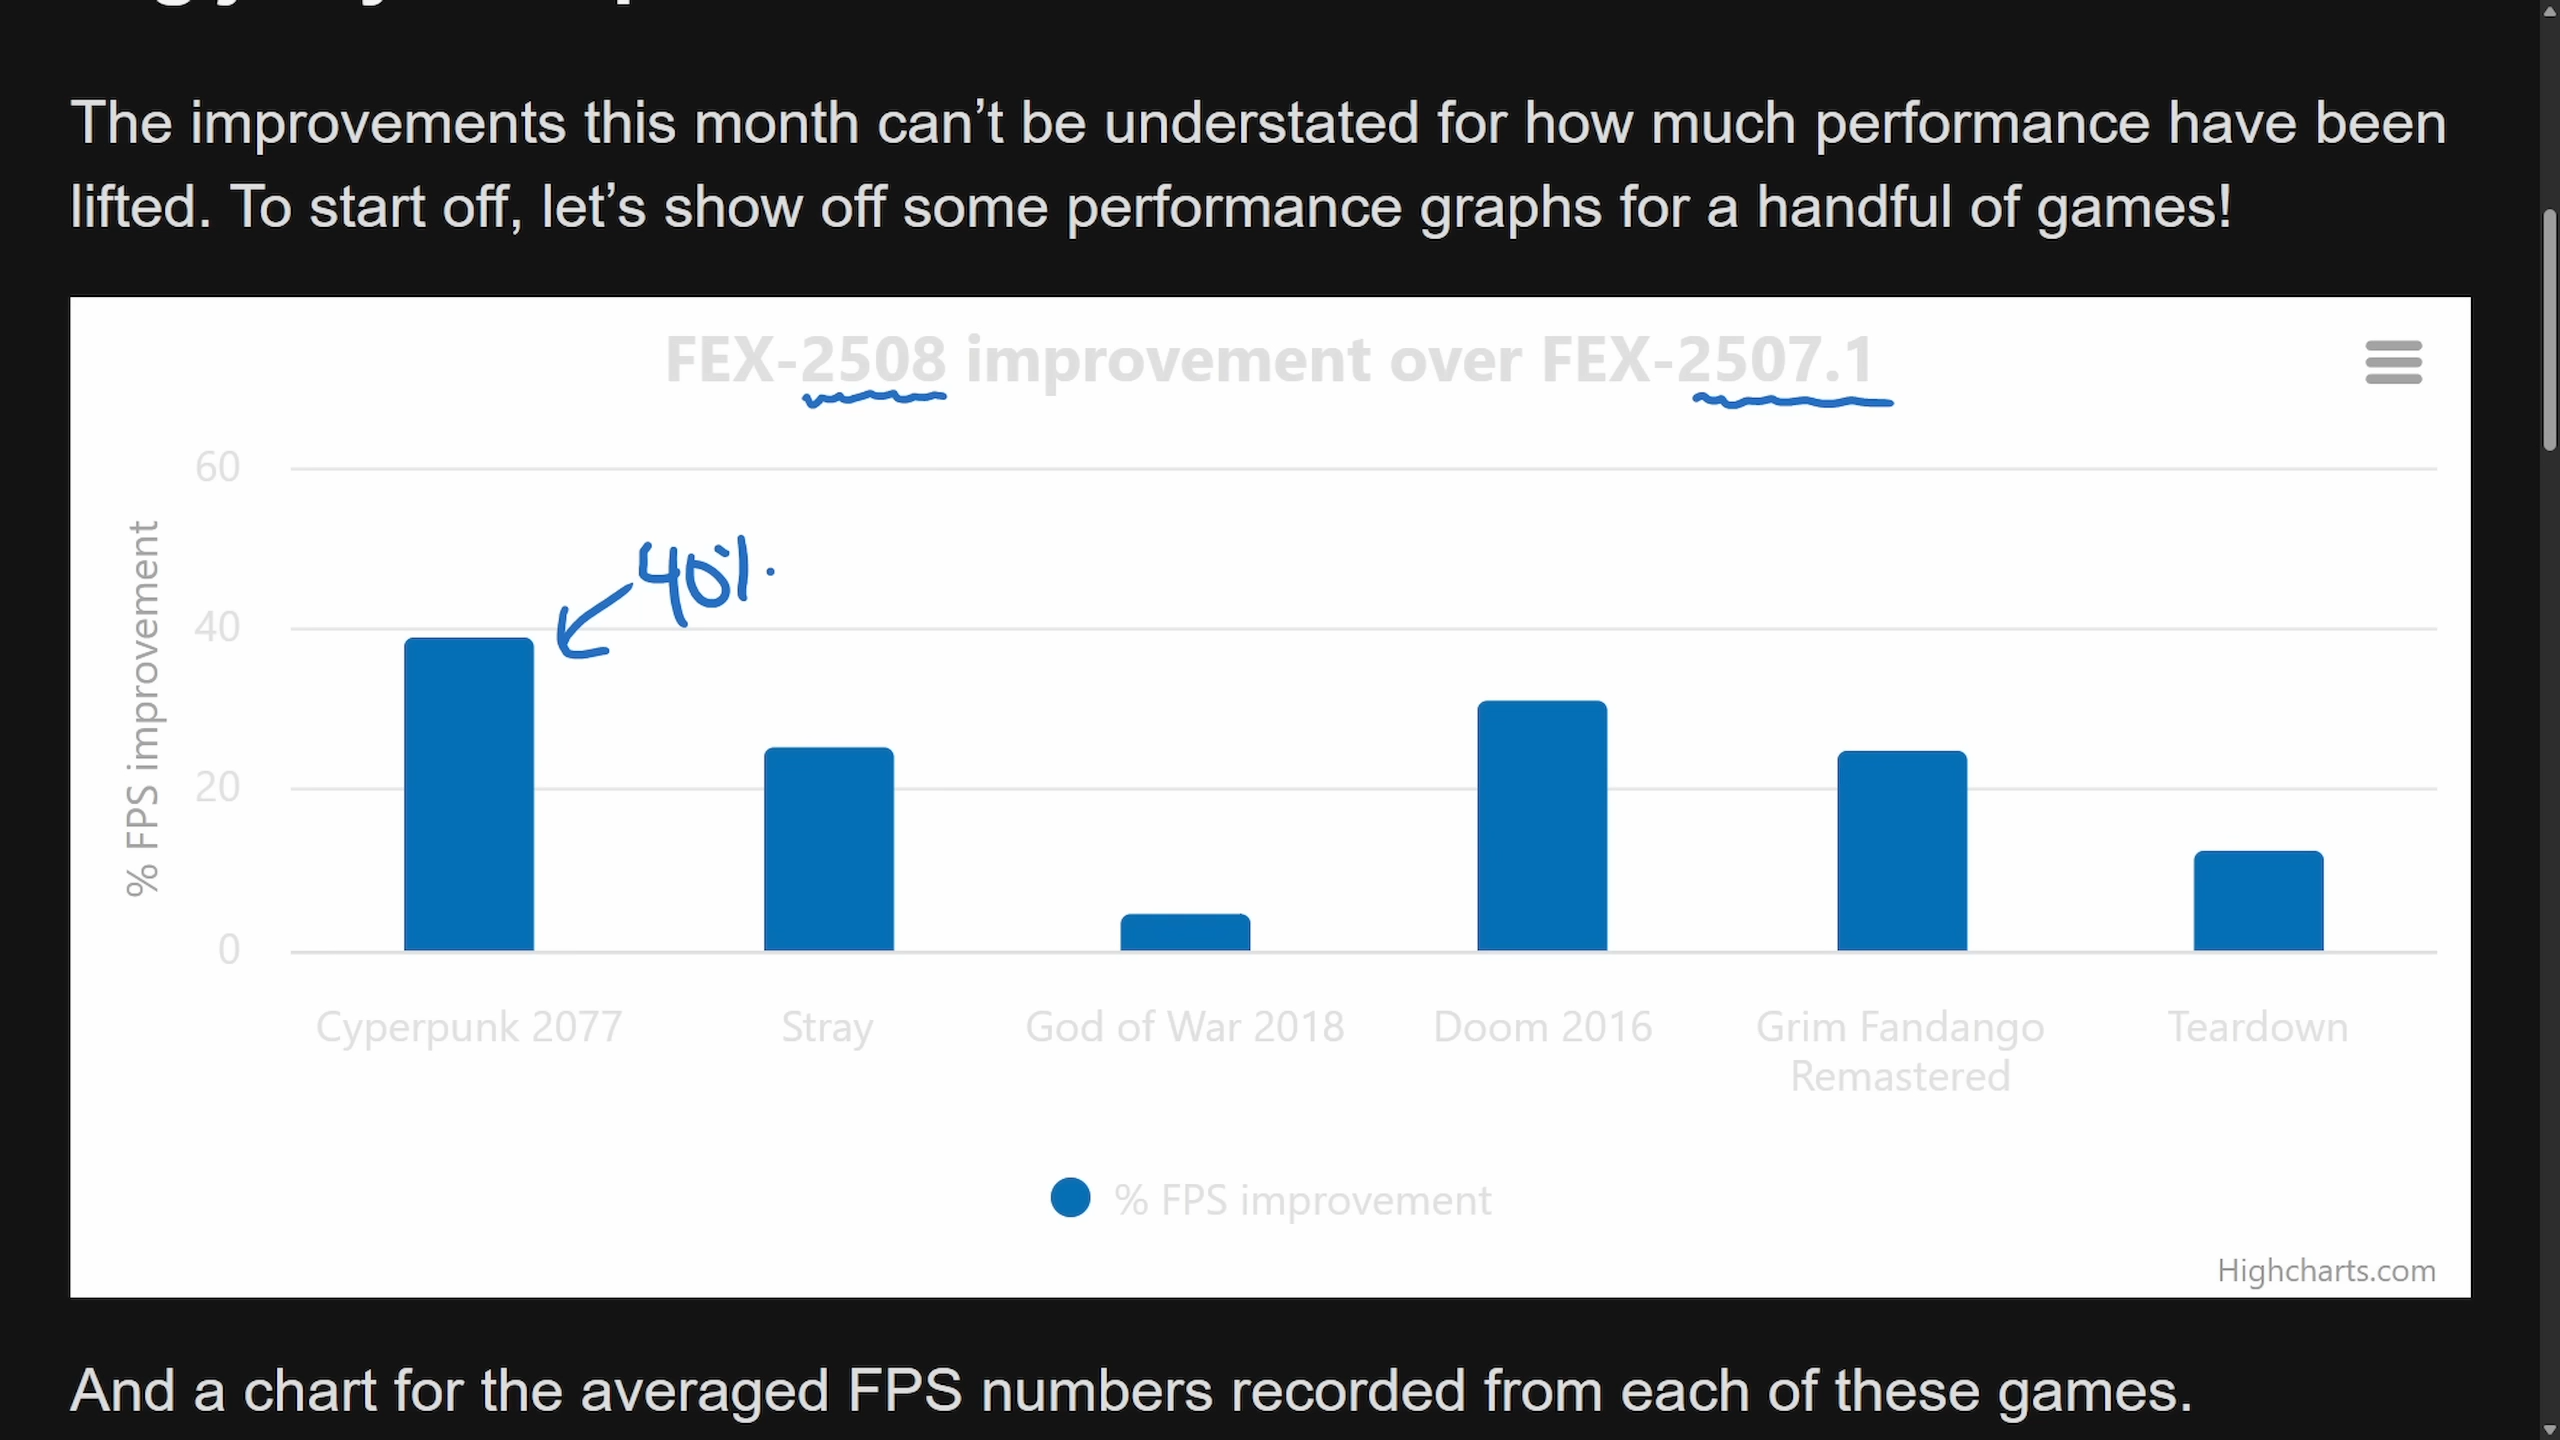 The improvements this month can’t be understated for how much performance have been
lifted. To start off, let’s show off some performance graphs for a handful of games!
FEX-2508 improvement over FEX-2507.1
% FPS improvement
60
40
20
0
40%
Cyperpunk 2077
Stray
God of War 2018
Doom 2016
Grim Fandango
Remastered
Teardown
% FPS improvement
Highcharts.com
And a chart for the averaged FPS numbers recorded from each of these games.